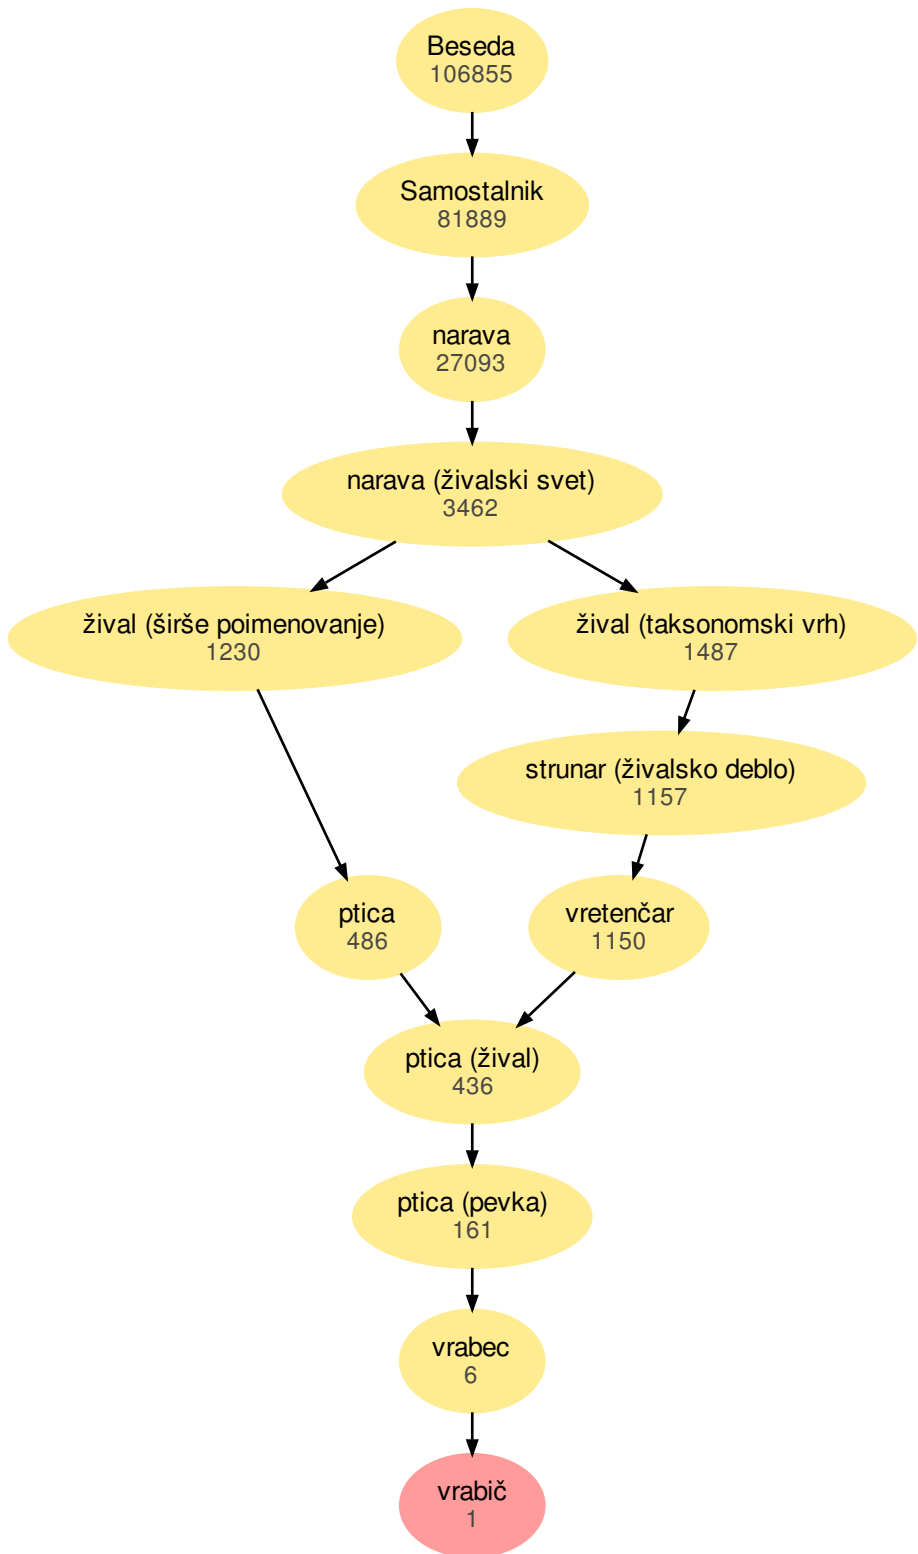 Beseda
106855
Samostalnik
81889
narava
27093
narava (živalski svet)
3462
žival (širše poimenovanje)
1230
žival (taksonomski vrh)
1487
strunar (živalsko deblo)
1157
ptica
486
vretenčar
1150
ptica (žival)
436
ptica (pevka)
161
vrabec
6
vrabič
1